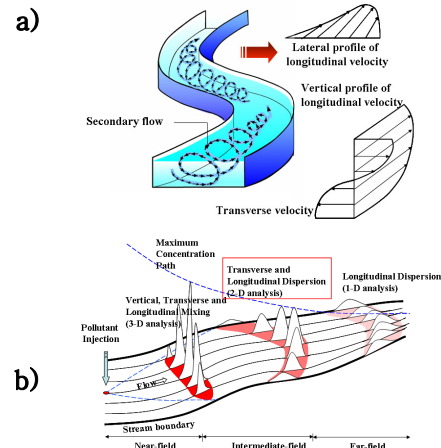 a)
Lateral profile of
longitudinal velocity
Vertical profile of
longitudinal velocity
Secondary flow
Transverse velocity
b)
Maximum
Concentration
Path
Transverse and
Longitudinal Dispersion
(2-D analysis)
Longitudinal Dispersion
(1-D analysis)
Vertical, Transverse and
Longitudinal Mixing
(3-D analysis)
Pollutant
Injection
Flow
Stream boundary
Near-field
Intermediate-field
Far-field